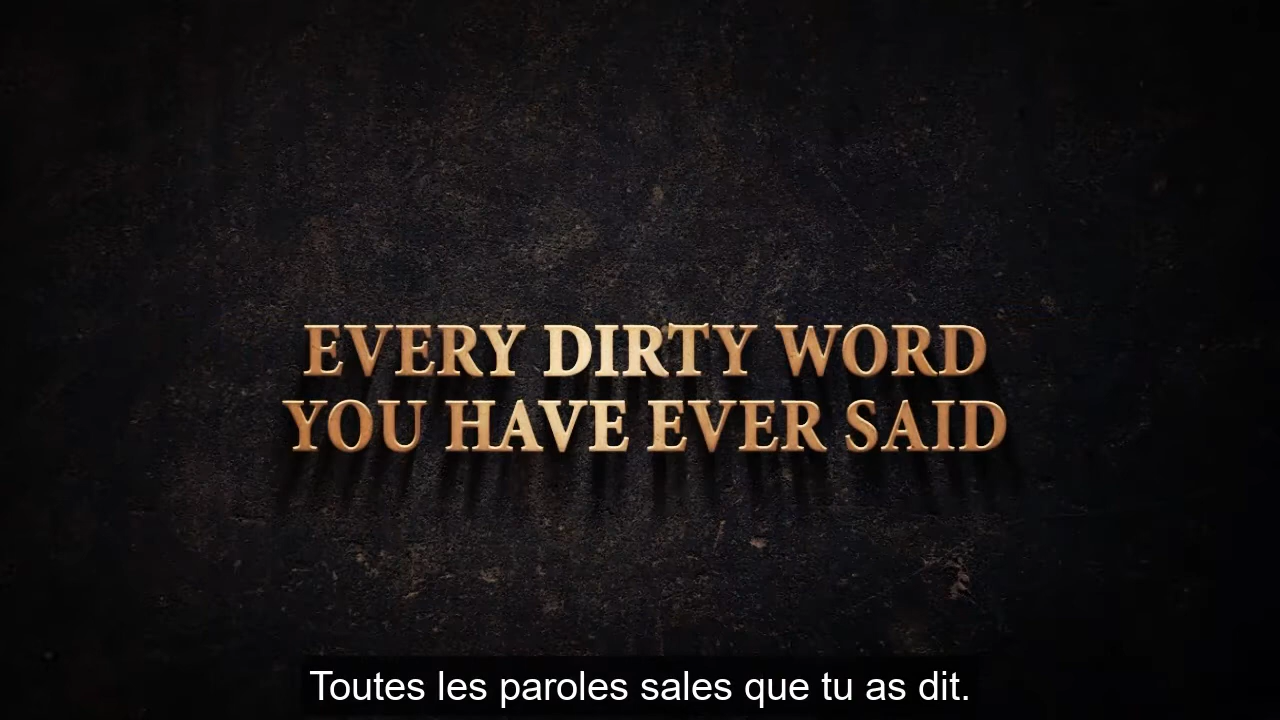 EVERY DIRTY WORD
YOU HAVE EVER SAID
Toutes les paroles sales que tu as dit.